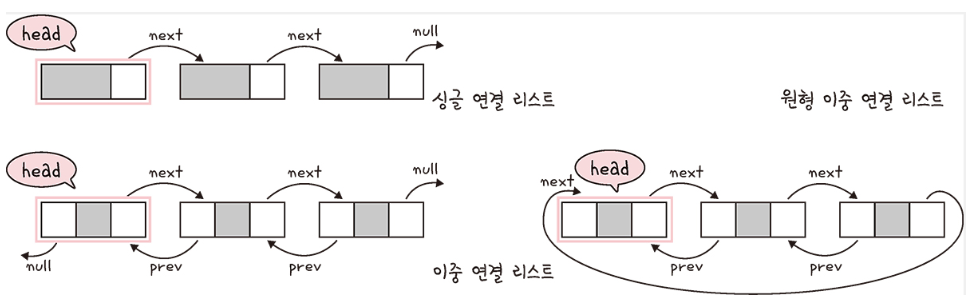 head
next
next
null
싱글 연결 리스트
원형 이중 연결 리스트
head
next
next
null
null
prev
prev
이중 연결 리스트
next
head
next
next
prev
prev